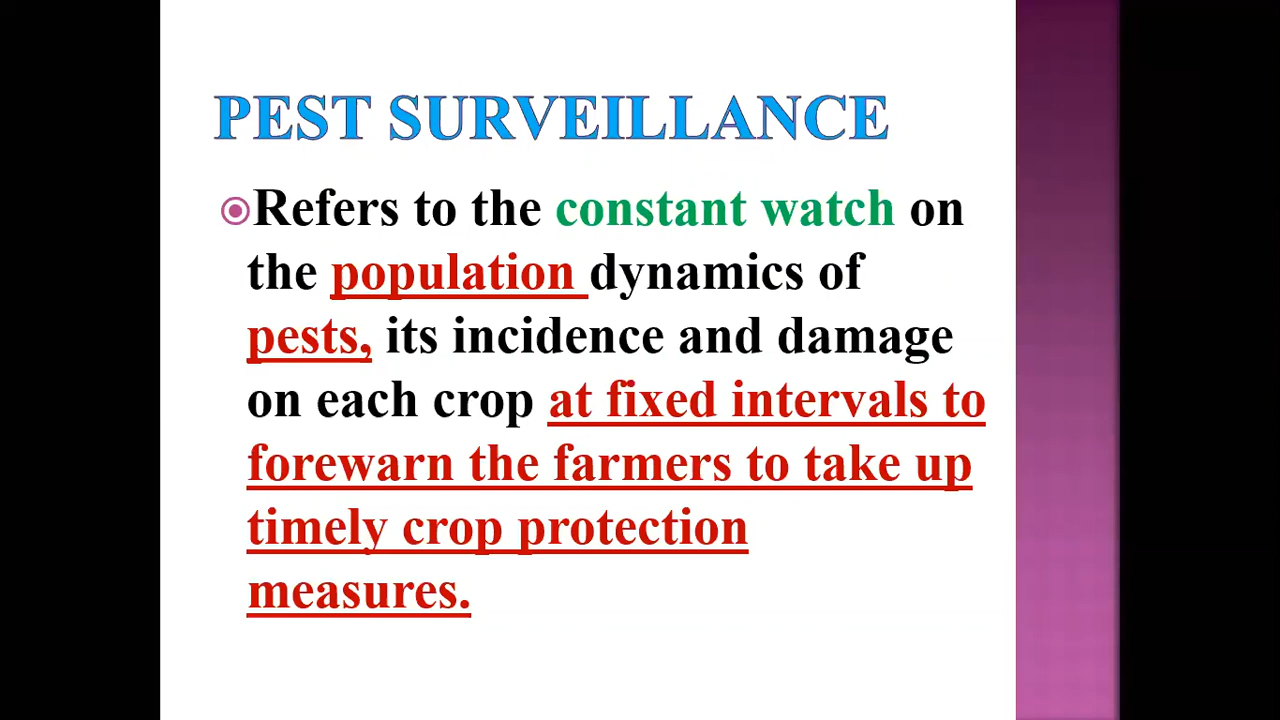 PEST SURVEILLANCE
Refers to the constant watch on
the population dynamics of
pests, its incidence and damage
on each crop at fixed intervals to
forewarn the farmers to take up
timely crop protection
measures.